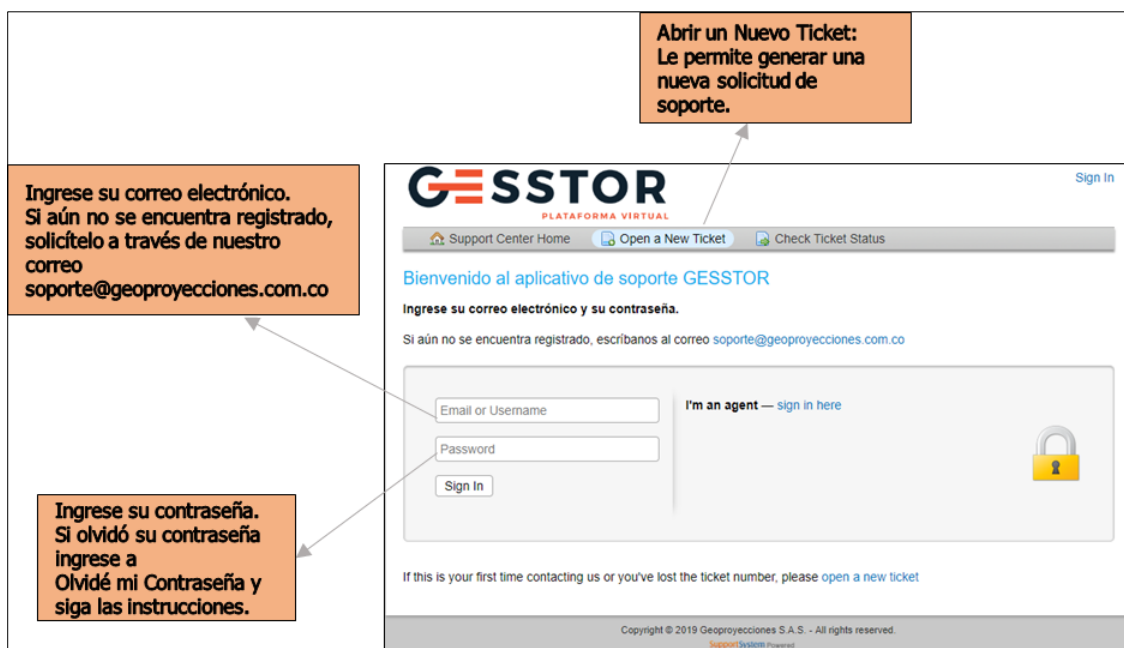 Abrir un Nuevo Ticket:
Le permite generar una
nueva solicitud de
soporte.
Ingrese su correo electrónico.
Si aún no se encuentra registrado,
solicítelo a través de nuestro
correo
soporte@geoproyecciones.com.co
GESSTOR
PLATAFORMA VIRTUAL
Sign In
Support Center Home Open a New Ticket Check Ticket Status
Bienvenido al aplicativo de soporte GESSTOR
Ingrese su correo electrónico y su contraseña.
Si aún no se encuentra registrado, escríbanos al correo soporte@geoproyecciones.com.co
Email or Username
I'm an agent — sign in here
Password
Sign In
Ingrese su contraseña.
Si olvidó su contraseña
ingrese a
Olvidé mi Contraseña y
siga las instrucciones.
If this is your first time contacting us or you've lost the ticket number, please open a new ticket
Copyright © 2019 Geoproyecciones S.A.S. - All rights reserved.
SupportSystem Powered